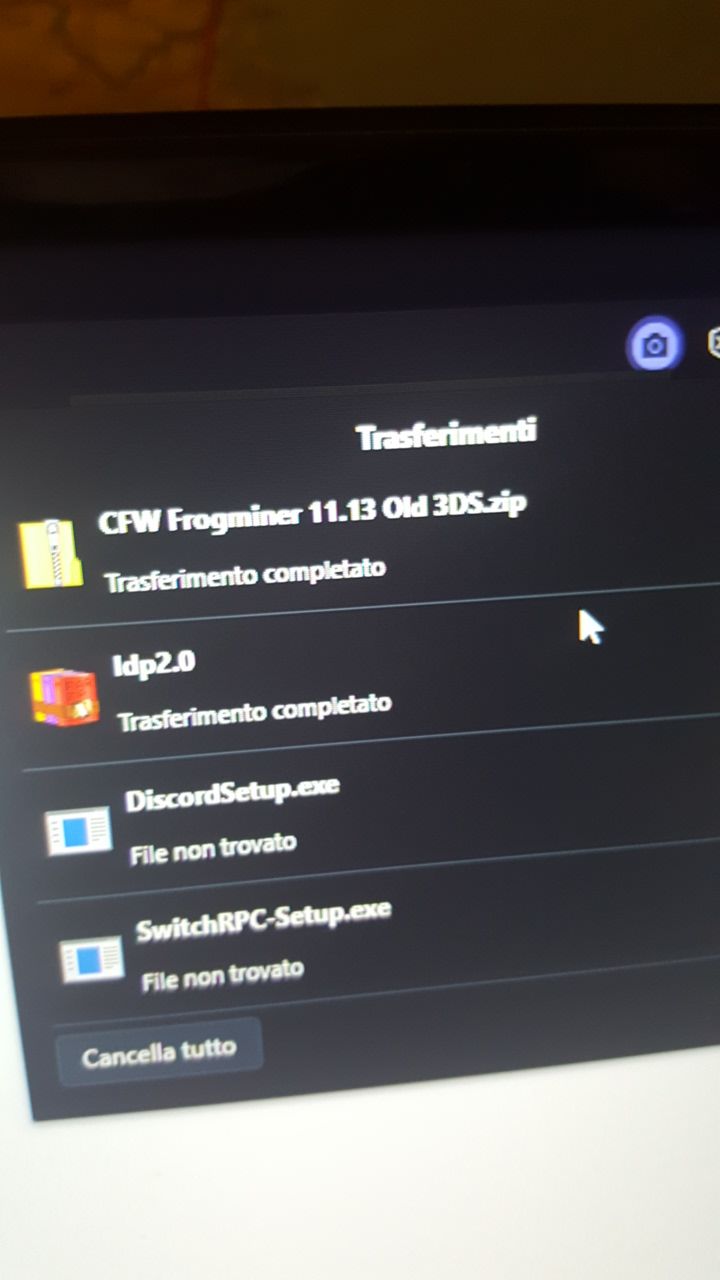 Trasferimenti
CFW Frogminer 11.13 Old 3DS.zip
Trasferimento completato
ldp2.0
Trasferimento completato
DiscordSetup.exe
File non trovato
SwitchRPC-Setup.exe
File non trovato
Cancella tutto